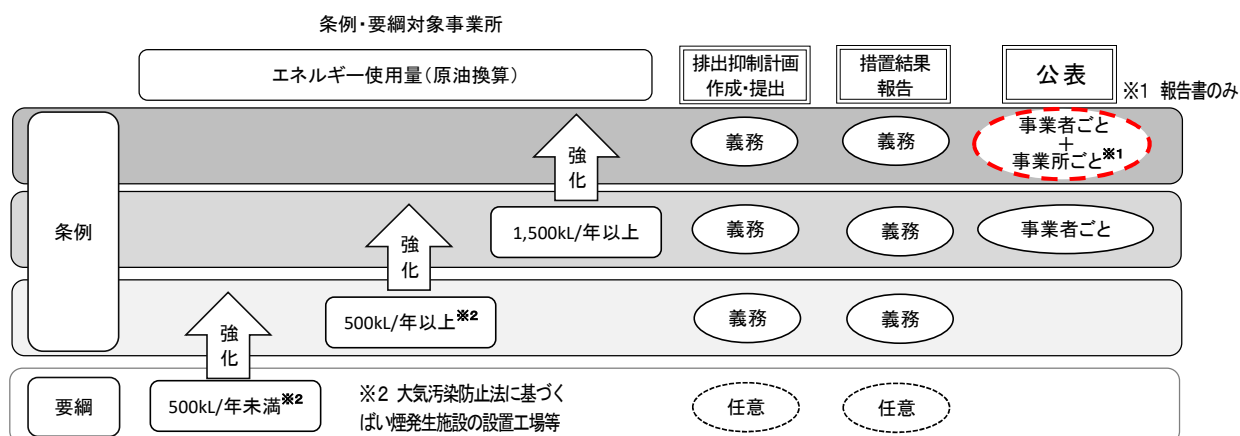 条例・要綱対象事業所
エネルギー使用量（原油換算）
排出抑制計画
作成・提出
措置結果
報告
公表
※1 報告書のみ
条例
強
化
義務
義務
事業者ごと
＋
事業所ごと※1
強
化
1,500kL/年以上
義務
義務
事業者ごと
強
化
500kL/年以上※2
義務
義務
要綱
500kL/年未満※2
※2 大気汚染防止法に基づく
ばい煙発生施設の設置工場等
任意
任意